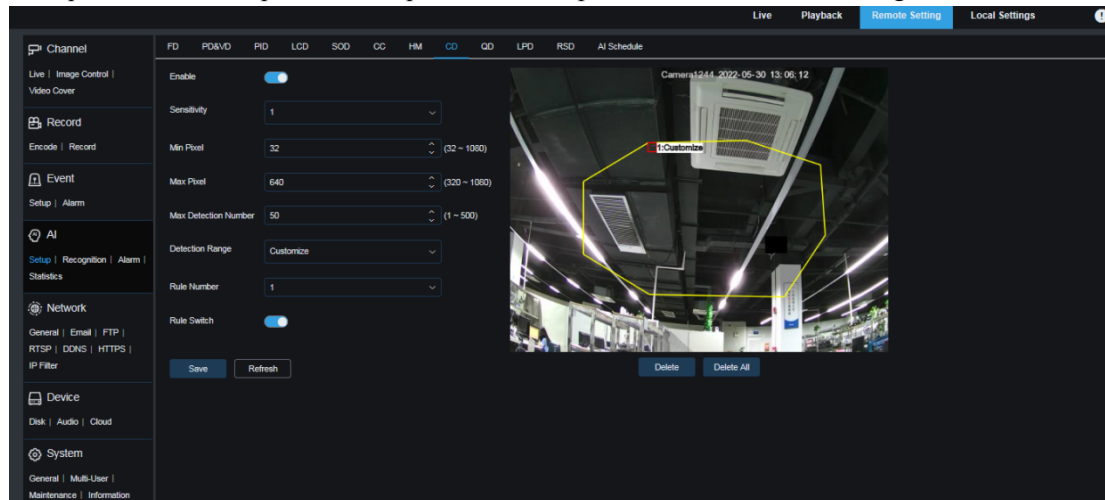 Live Playback Remote Setting Local Settings
Channel
Live | Image Control |
Video Cover
Record
Encode | Record
Event
Setup | Alarm
AI
Setup | Recognition | Alarm |
Statistics
Network
General | Email | FTP |
RTSP | DDNS | HTTPS |
IP Filter
Device
Disk | Audio | Cloud
System
General | Multi-User |
Maintenance | Information
FD PD&VD PID LCD SOD CC HM CD QD LPD RSD AI Schedule
Enable
Sensitivity 1
Min Pixel 32 (32 ~ 1080)
Max Pixel 640 (320 ~ 1080)
Max Detection Number 50 (1 ~ 500)
Detection Range Customize
Rule Number 1
Rule Switch
Save Refresh
Camera1244 2022-05-30 13:06:12
1:Customize
Delete Delete All